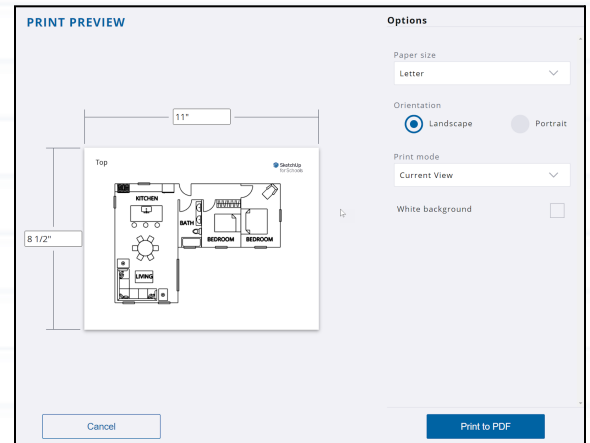 PRINT PREVIEW
Options
Paper size
Letter
Orientation
Landscape
Portrait
Print mode
Current View
White background
11"
8 1/2"
Top
SketchUp
for Schools
KITCHEN
BATH
BEDROOM
BEDROOM
LIVING
Cancel
Print to PDF